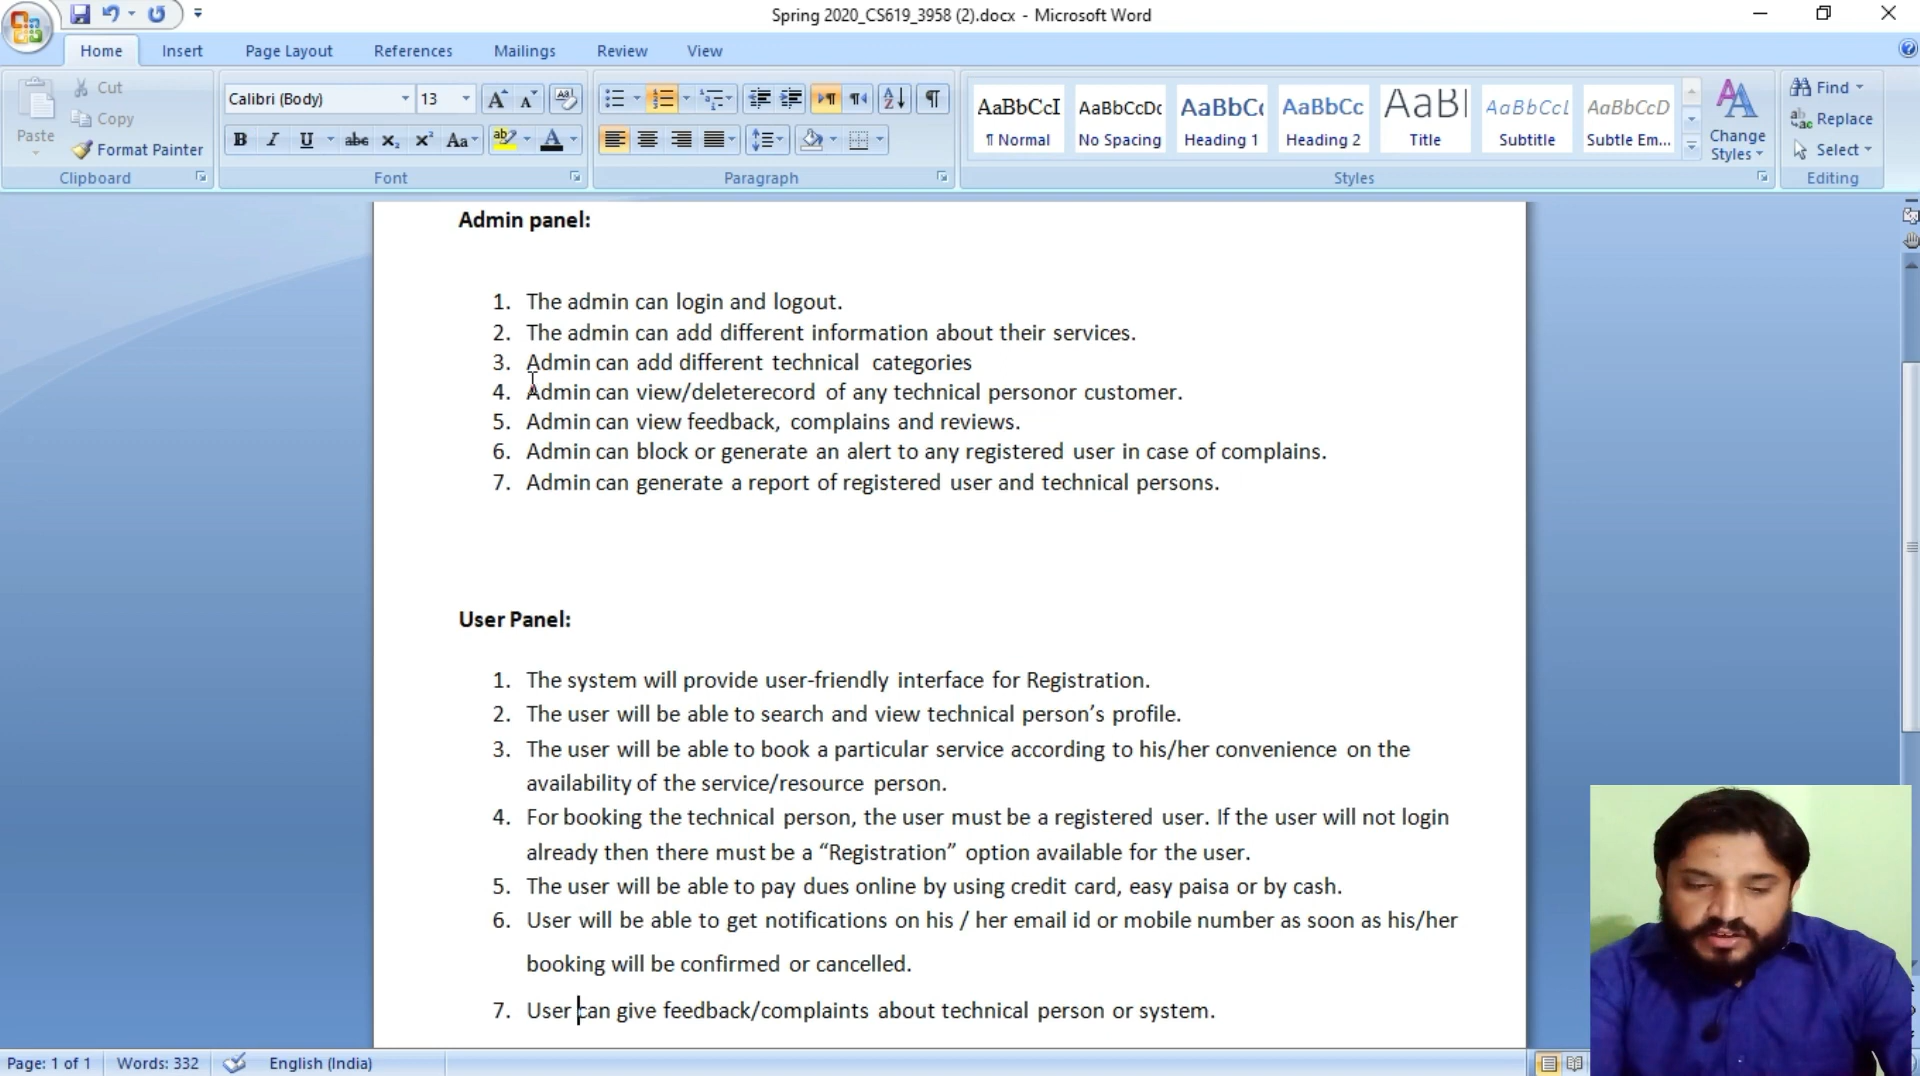 Spring 2020_CS619_3958 (2).docx - Microsoft Word
Home Insert Page Layout References Mailings Review View
Paste Cut Copy Format Painter
Clipboard
Calibri (Body) 13
Font
Paragraph
AaBbCcI AaBbCcDc AaBbC AaBbCc AaBl AaBbCcL AaBbCcD
¶ Normal No Spacing Heading 1 Heading 2 Title Subtitle Subtle Em...
Change Styles
Styles
Find
Replace
Select
Editing
Admin panel:
1. The admin can login and logout.
2. The admin can add different information about their services.
3. Admin can add different technical categories
4. Admin can view/deleterecord of any technical personor customer.
5. Admin can view feedback, complains and reviews.
6. Admin can block or generate an alert to any registered user in case of complains.
7. Admin can generate a report of registered user and technical persons.
User Panel:
1. The system will provide user-friendly interface for Registration.
2. The user will be able to search and view technical person’s profile.
3. The user will be able to book a particular service according to his/her convenience on the
availability of the service/resource person.
4. For booking the technical person, the user must be a registered user. If the user will not login
already then there must be a “Registration” option available for the user.
5. The user will be able to pay dues online by using credit card, easy paisa or by cash.
6. User will be able to get notifications on his / her email id or mobile number as soon as his/her
booking will be confirmed or cancelled.
7. User can give feedback/complaints about technical person or system.
Page: 1 of 1 Words: 332 English (India)